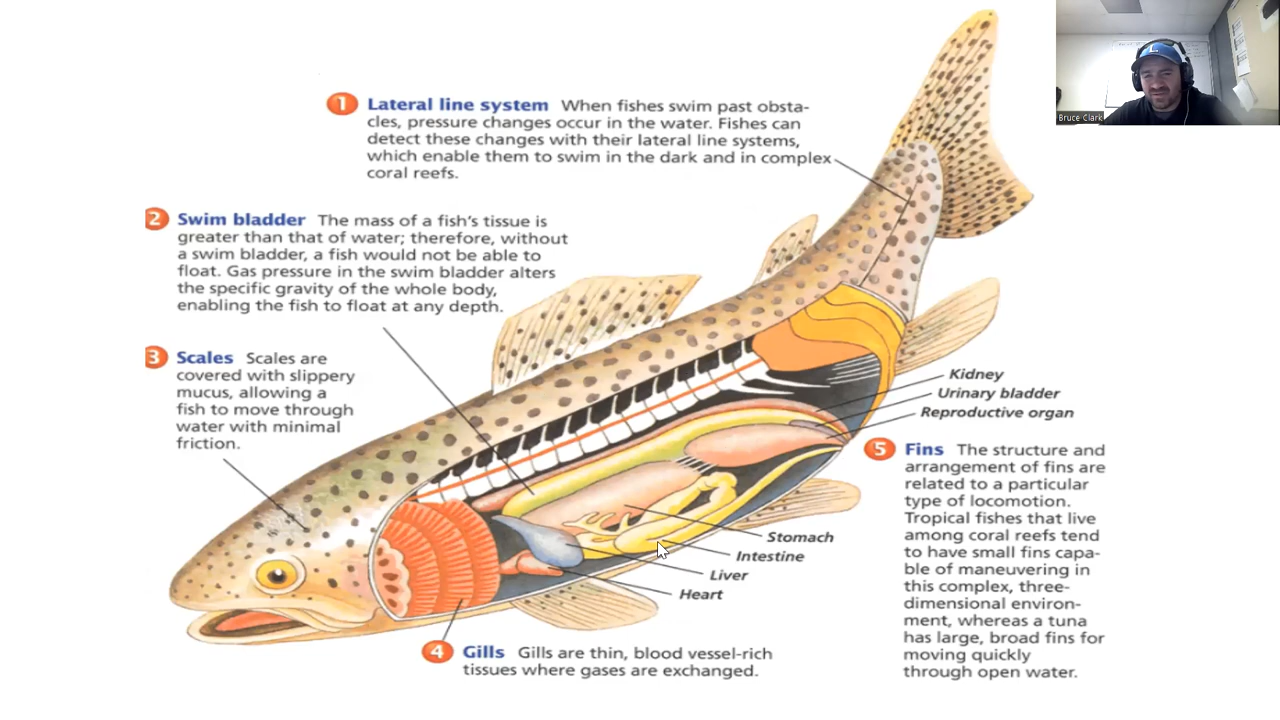 1 Lateral line system When fishes swim past obsta-
cles, pressure changes occur in the water. Fishes can
detect these changes with their lateral line systems,
which enable them to swim in the dark and in complex
coral reefs.
Bruce Clark
2 Swim bladder The mass of a fish's tissue is
greater than that of water; therefore, without
a swim bladder, a fish would not be able to
float. Gas pressure in the swim bladder alters
the specific gravity of the whole body,
enabling the fish to float at any depth.
3 Scales Scales are
covered with slippery
mucus, allowing a
fish to move through
water with minimal
friction.
Kidney
Urinary bladder
Reproductive organ
Stomach
Intestine
Liver
Heart
4 Gills Gills are thin, blood vessel-rich
tissues where gases are exchanged.
5 Fins The structure and
arrangement of fins are
related to a particular
type of locomotion.
Tropical fishes that live
among coral reefs tend
to have small fins capa-
ble of maneuvering in
this complex, three-
dimensional environ-
ment, whereas a tuna
has large, broad fins for
moving quickly
through open water.